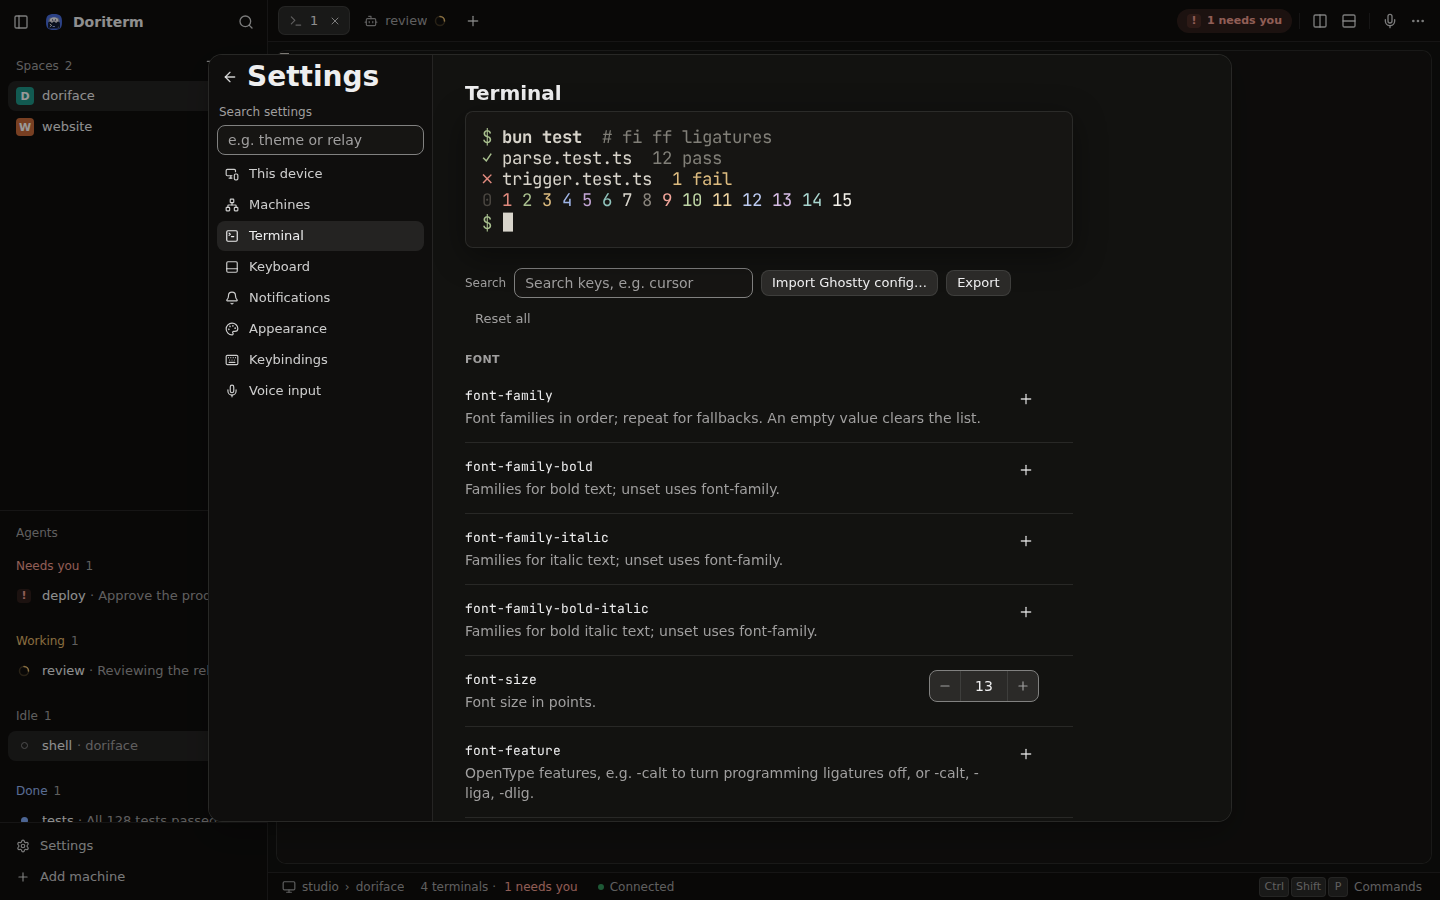 Doriterm
1
review
! 1 needs you
Spaces 2
D doriface
W website
Agents
Needs you 1
! deploy · Approve the prod
Working 1
review · Reviewing the rel
Idle 1
shell · doriface
Done 1
tests · All 128 tests passed
Settings
Add machine
Settings
Search settings
e.g. theme or relay
This device
Machines
Terminal
Keyboard
Notifications
Appearance
Keybindings
Voice input
Terminal
$ bun test # fi ff ligatures
✓ parse.test.ts 12 pass
✕ trigger.test.ts 1 fail
0 1 2 3 4 5 6 7 8 9 10 11 12 13 14 15
$
Search
Search keys, e.g. cursor
Import Ghostty config...
Export
Reset all
FONT
font-family
Font families in order; repeat for fallbacks. An empty value clears the list.
font-family-bold
Families for bold text; unset uses font-family.
font-family-italic
Families for italic text; unset uses font-family.
font-family-bold-italic
Families for bold italic text; unset uses font-family.
font-size
Font size in points.
− 13 +
font-feature
OpenType features, e.g. -calt to turn programming ligatures off, or -calt, -
liga, -dlig.
studio › doriface 4 terminals · 1 needs you Connected
Ctrl Shift P Commands